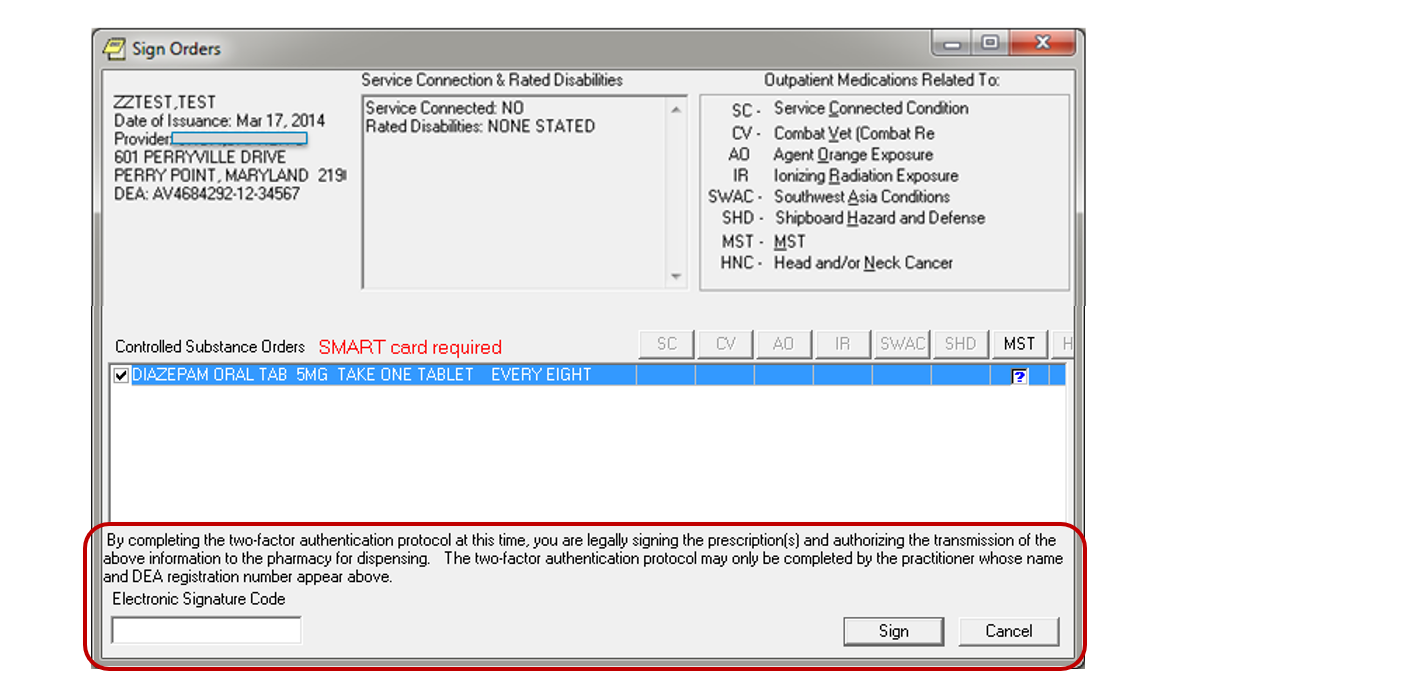 Sign Orders
Service Connection & Rated Disabilities
Outpatient Medications Related To:
ZZTEST,TEST
Date of Issuance: Mar 17, 2014
Provider:
601 PERRYVILLE DRIVE
PERRY POINT, MARYLAND 219
DEA: AV4684292-12-34567
Service Connected: NO
Rated Disabilities: NONE STATED
SC - Service Connected Condition
CV - Combat Vet (Combat Re
AO Agent Orange Exposure
IR Ionizing Radiation Exposure
SWAC - Southwest Asia Conditions
SHD - Shipboard Hazard and Defense
MST - MST
HNC - Head and/or Neck Cancer
Controlled Substance Orders SMART card required SC CV AO IR SWAC SHD MST H
DIAZEPAM ORAL TAB 5MG TAKE ONE TABLET EVERY EIGHT ?
By completing the two-factor authentication protocol at this time, you are legally signing the prescription(s) and authorizing the transmission of the
above information to the pharmacy for dispensing. The two-factor authentication protocol may only be completed by the practitioner whose name
and DEA registration number appear above.
Electronic Signature Code
Sign Cancel